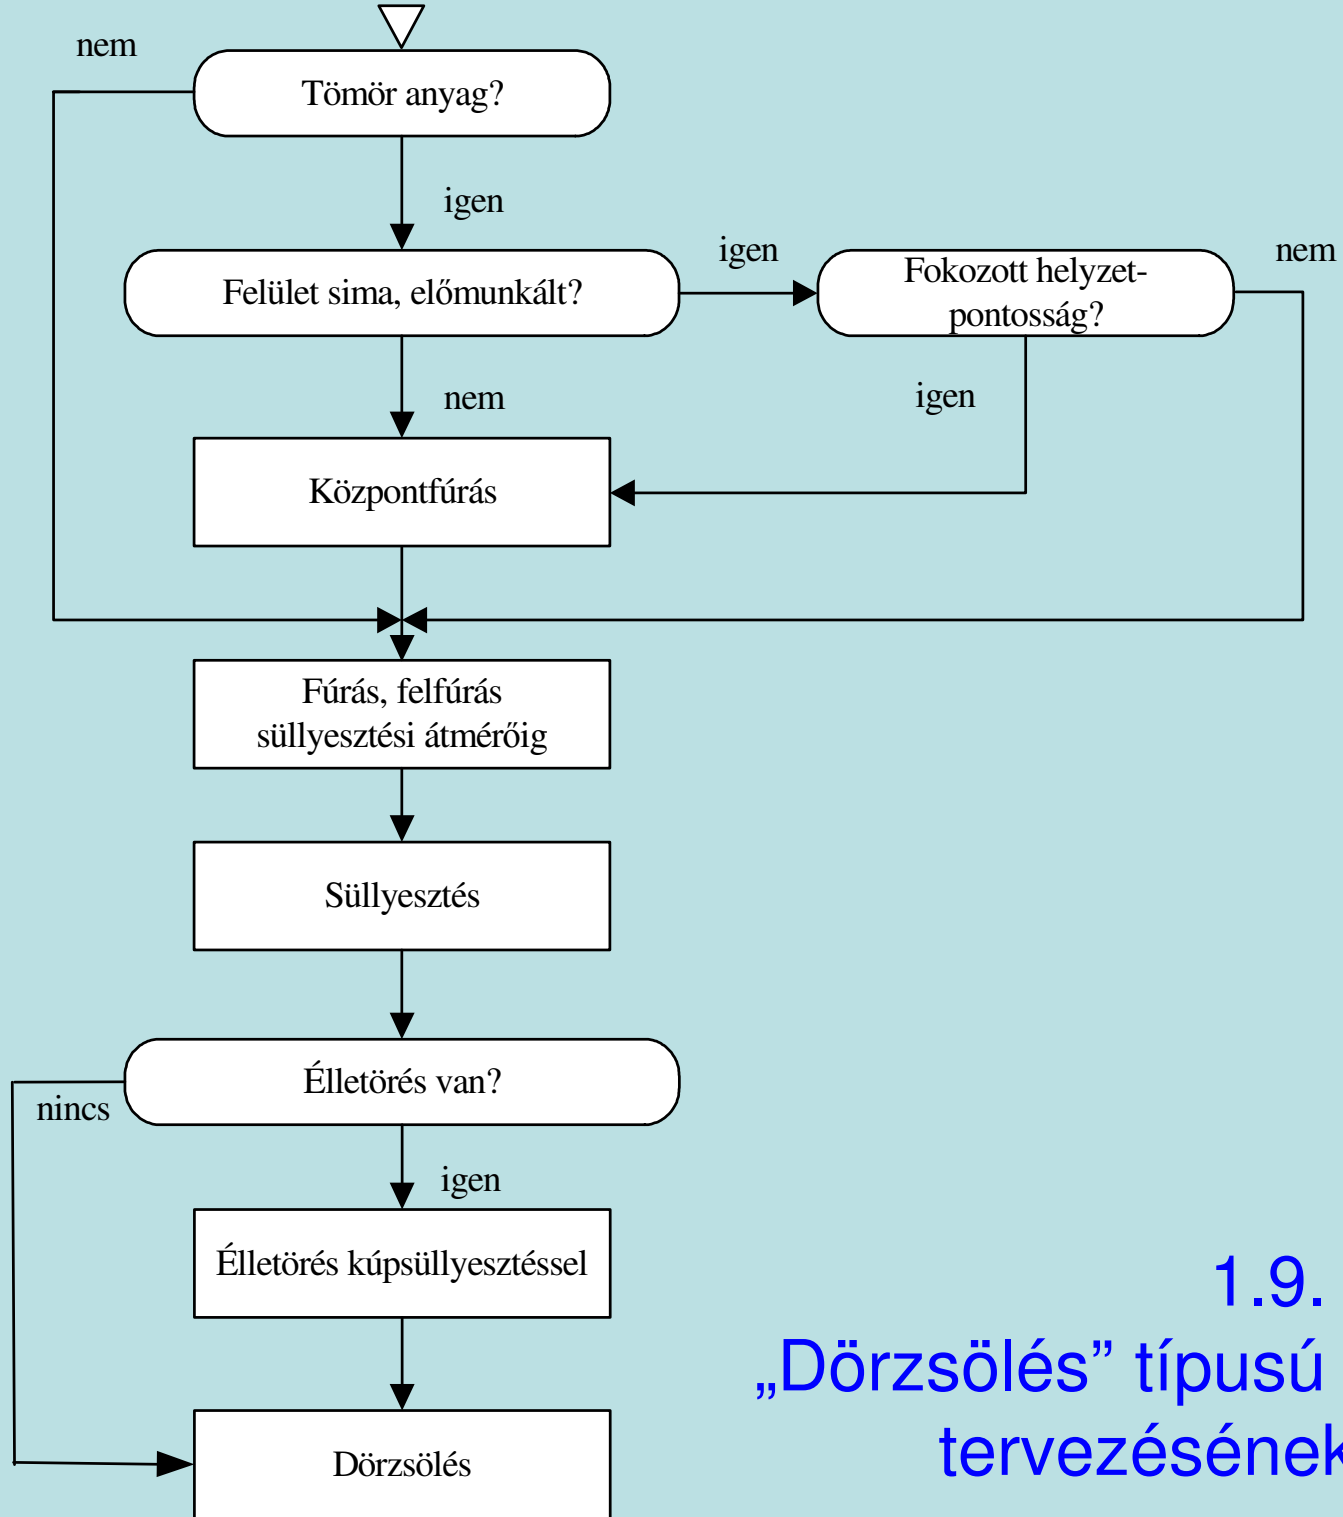 nem
Tömör anyag?
igen
Felület sima, előmunkált?
igen
Fokozott helyzet-
pontosság?
nem
nem
igen
Központfúrás
Fúrás, felfúrás
süllyesztési átmérőig
Süllyesztés
Élletörés van?
nincs
igen
Élletörés kúpsüllyesztéssel
Dörzsölés
1.9.
„Dörzsölés” típusú
tervezésének